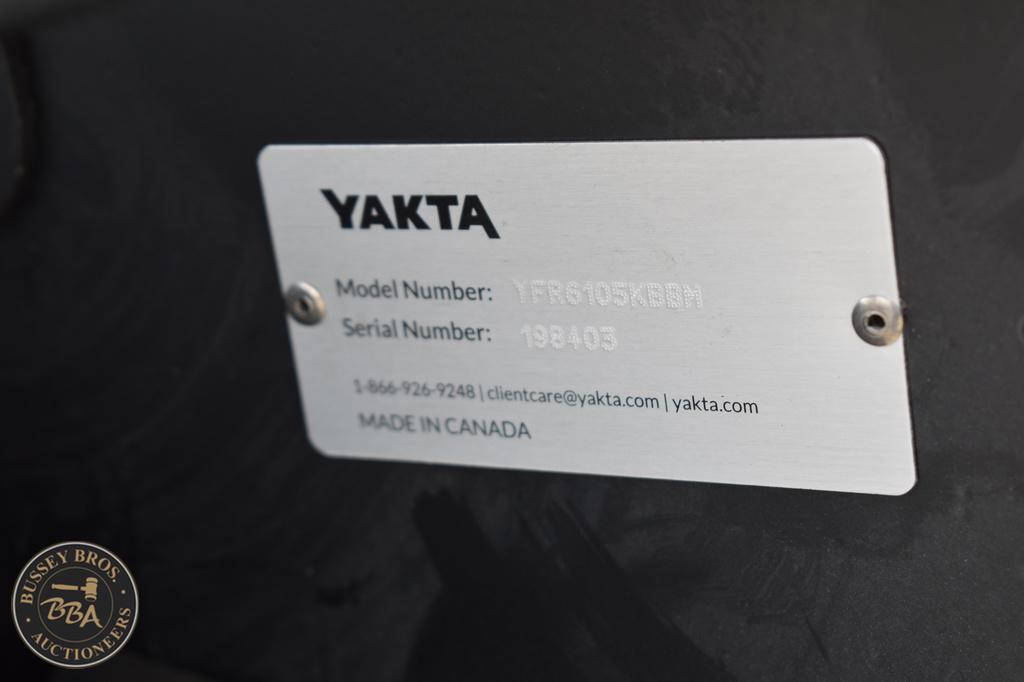 YAKTA
Model Number: YFR6105KBBM
Serial Number: 198403
1-866-926-9248 | clientcare@yakta.com | yakta.com
MADE IN CANADA
BUSSEY BROS.
BBA
AUCTIONEERS